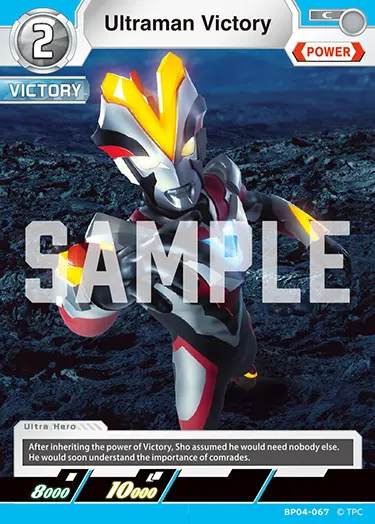 2
C
Ultraman Victory
POWER
VICTORY
SAMPLE
Ultra Hero
After inheriting the power of Victory, Sho assumed he would need nobody else.
He would soon understand the importance of comrades.
8000
10000
BP04-067 © TPC